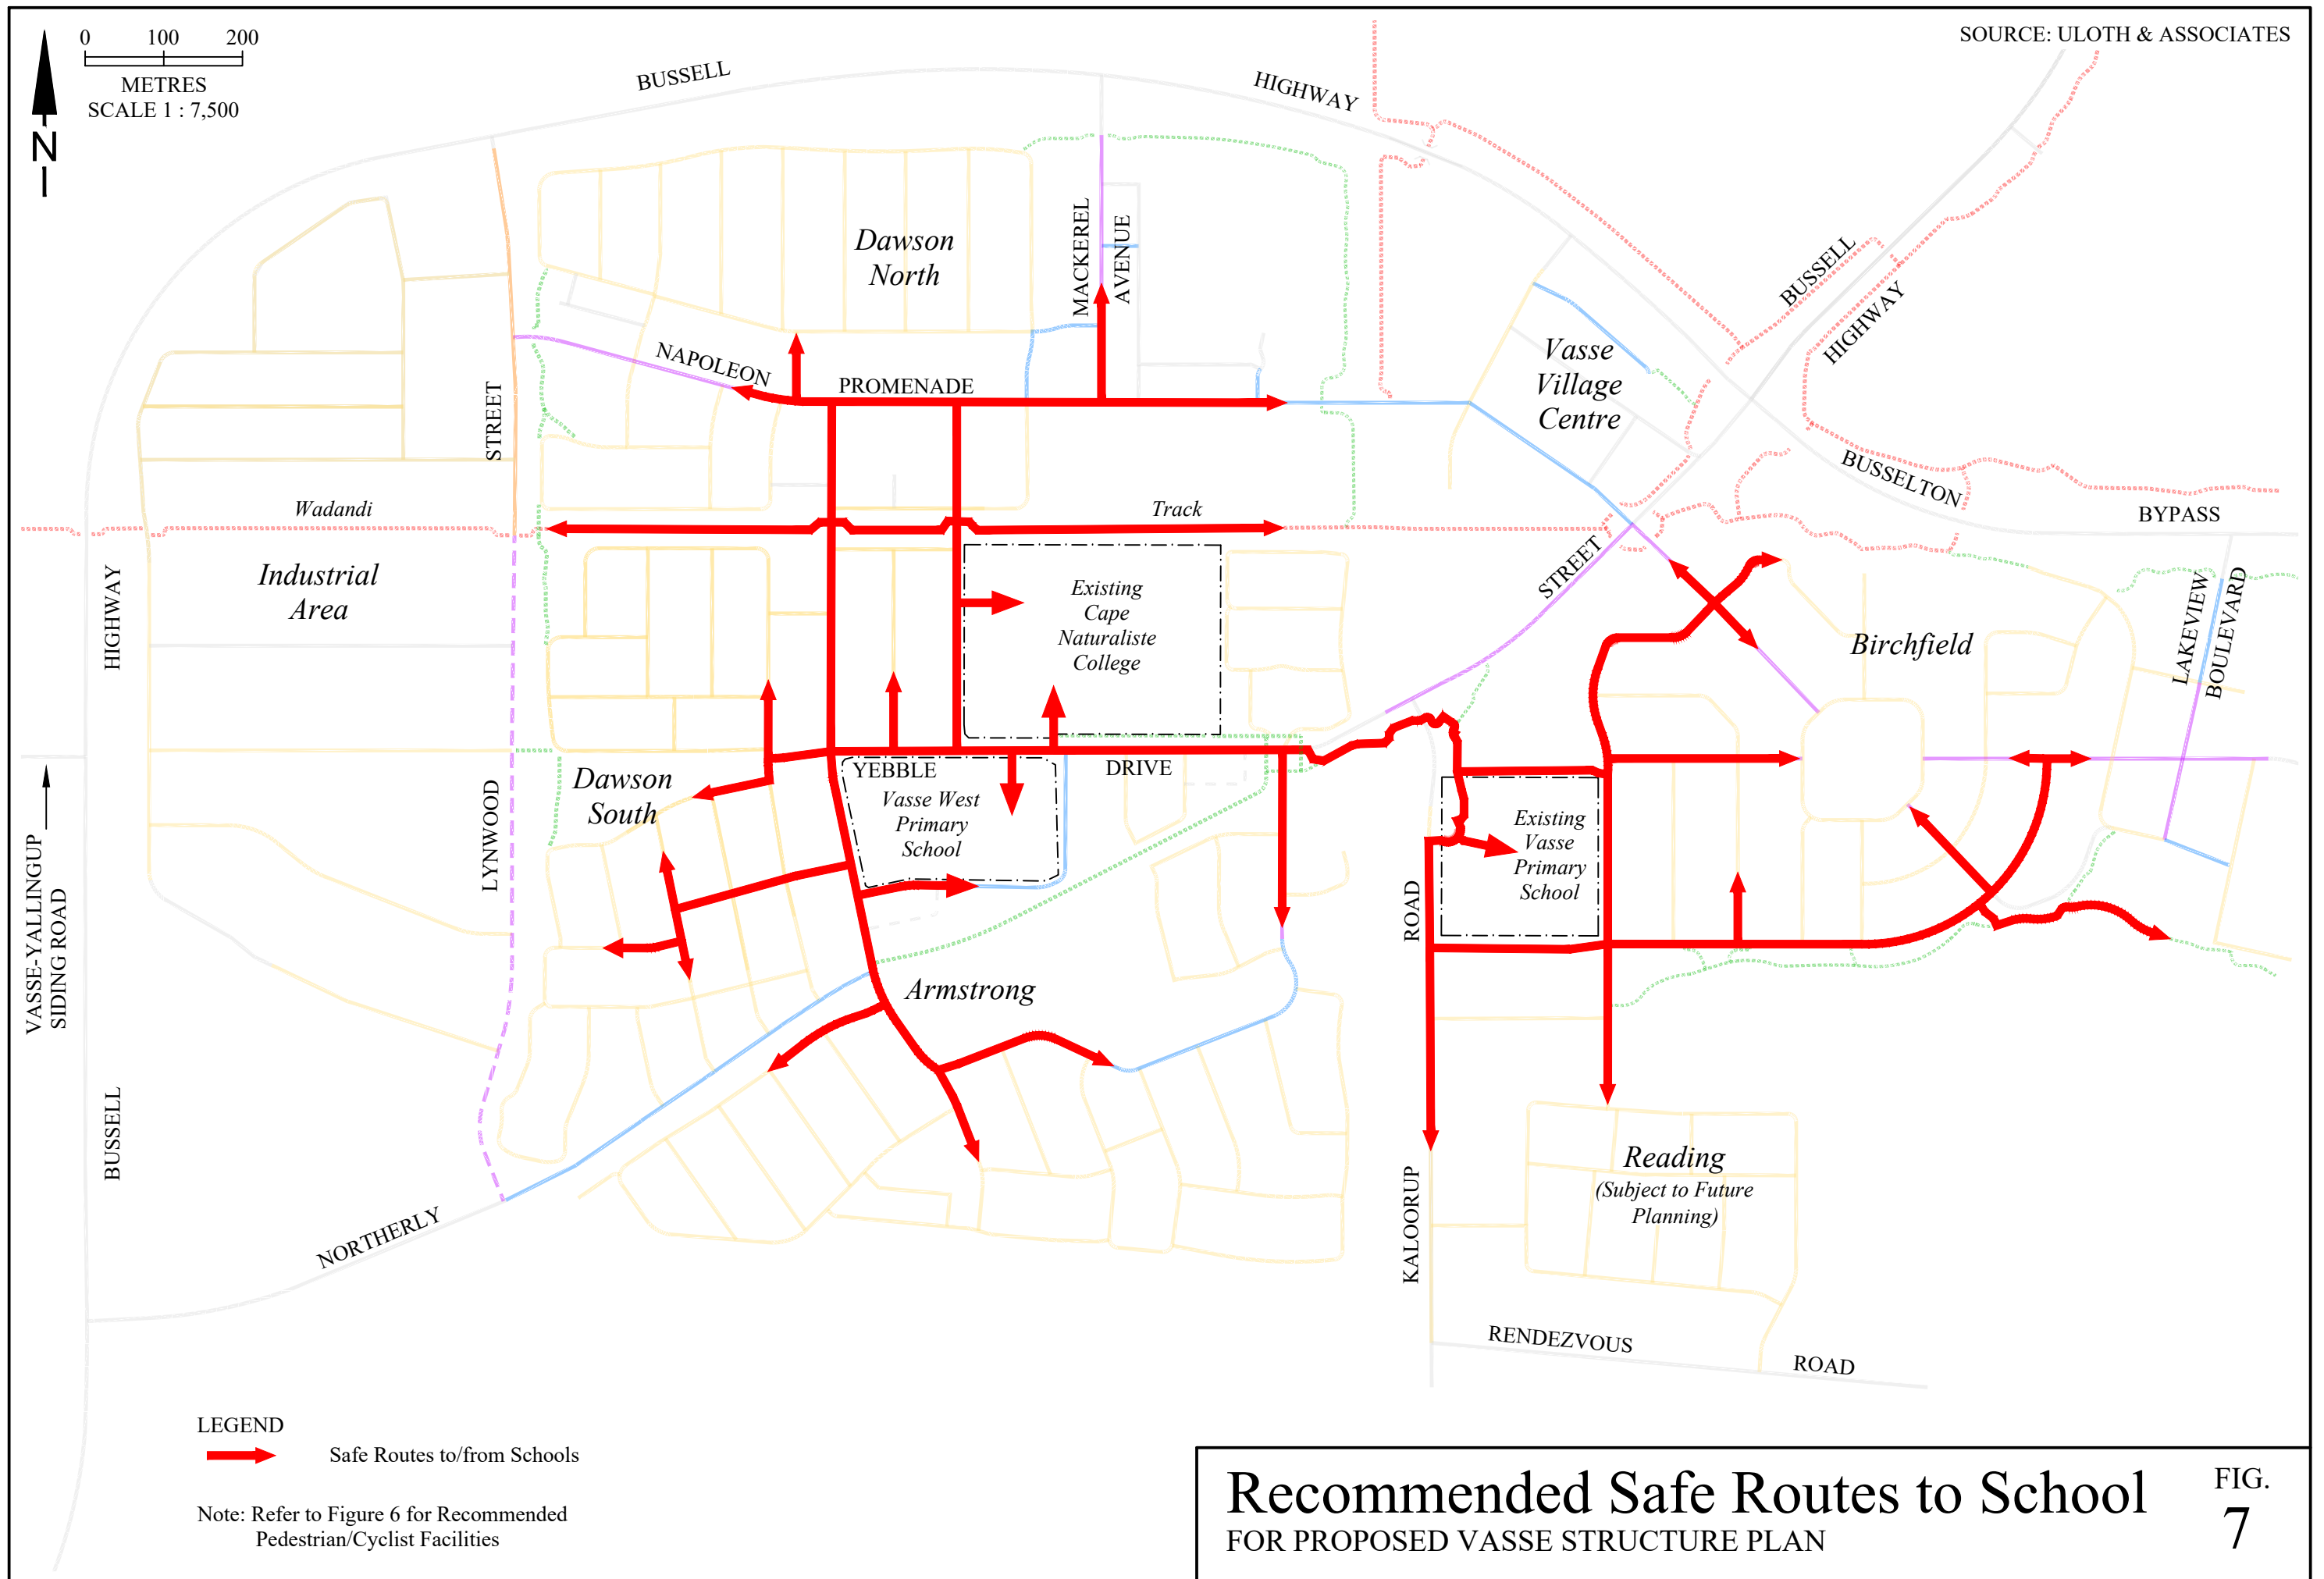 SOURCE: ULOTH & ASSOCIATES
0 100 200
METRES
SCALE 1 : 7,500
N
BUSSELL
HIGHWAY
MACKEREL
AVENUE
Dawson
North
BUSSELL
HIGHWAY
Vasse
Village
Centre
NAPOLEON
PROMENADE
STREET
BUSSELTON
BYPASS
Wadandi
Track
Industrial
Area
HIGHWAY
STREET
Existing
Cape
Naturaliste
College
Birchfield
LAKEVIEW
BOULEVARD
YEBBLE
DRIVE
Dawson
South
Vasse West
Primary
School
Existing
Vasse
Primary
School
LYNWOOD
VASSE-YALLINGUP
SIDING ROAD
ROAD
Armstrong
BUSSELL
NORTHERLY
KALOORUP
Reading
(Subject to Future
Planning)
RENDEZVOUS
ROAD
LEGEND
Safe Routes to/from Schools
Note: Refer to Figure 6 for Recommended
Pedestrian/Cyclist Facilities
Recommended Safe Routes to School
FOR PROPOSED VASSE STRUCTURE PLAN
FIG.
7